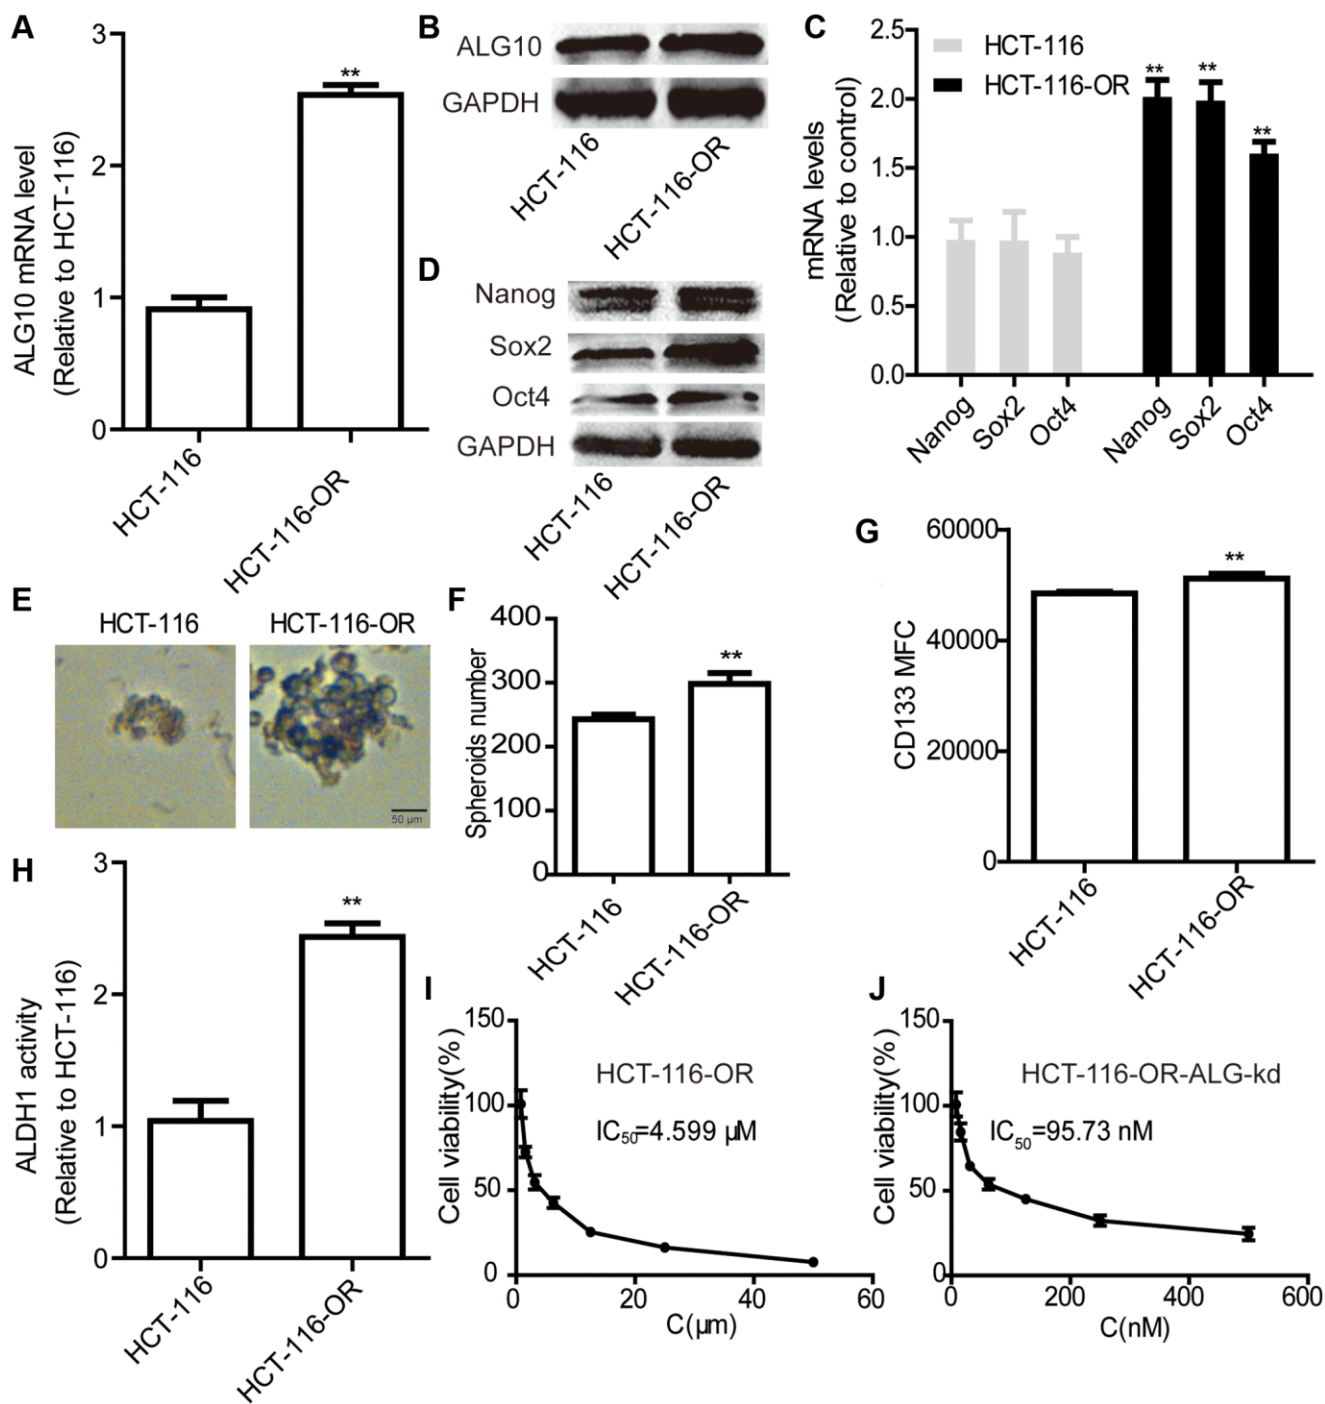 A
3
2
1
0
ALG10 mRNA level
(Relative to HCT-116)
**
HCT-116
HCT-116-OR
B
ALG10
GAPDH
HCT-116
HCT-116-OR
C
2.5
2.0
1.5
1.0
0.5
0.0
mRNA levels
(Relative to control)
HCT-116
HCT-116-OR
**
**
**
Nanog
Sox2
Oct4
Nanog
Sox2
Oct4
D
Nanog
Sox2
Oct4
GAPDH
HCT-116
HCT-116-OR
E
HCT-116
HCT-116-OR
50 µm
F
400
300
200
100
0
Spheroids number
**
HCT-116
HCT-116-OR
G
60000
40000
20000
0
CD133 MFC
**
HCT-116
HCT-116-OR
H
3
2
1
0
ALDH1 activity
(Relative to HCT-116)
**
HCT-116
HCT-116-OR
I
150
100
50
0
Cell viability(%)
HCT-116-OR
IC50=4.599 µM
0
20
40
60
C(µm)
J
150
100
50
0
Cell viability(%)
HCT-116-OR-ALG-kd
IC50=95.73 nM
0
200
400
600
C(nM)